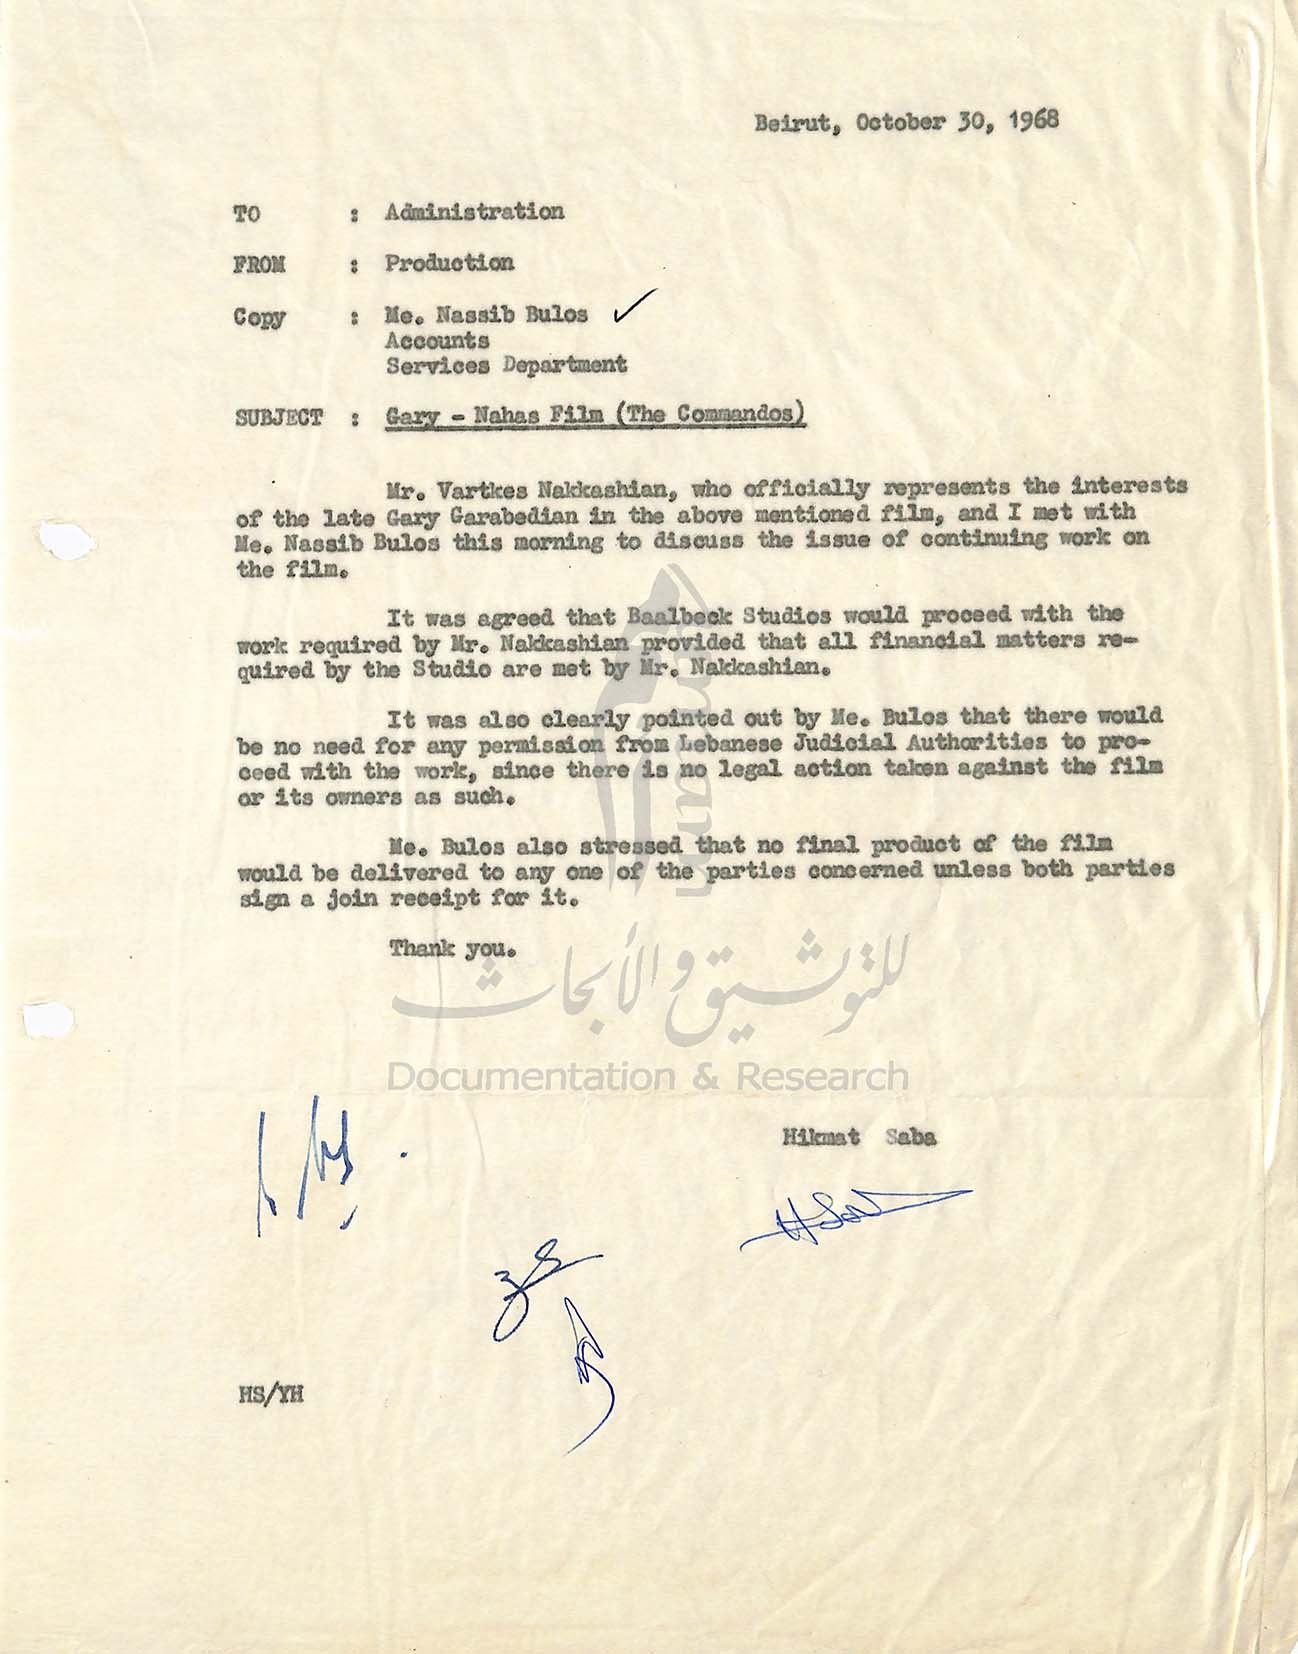 Beirut, October 30, 1968
TO : Administration
FROM : Production
Copy : Me. Nassib Bulos
Accounts
Services Department
SUBJECT : Gary - Nahas Film (The Commandos)
Mr. Vartkes Nakkashian, who officially represents the interests
of the late Gary Garabedian in the above mentioned film, and I met with
Me. Nassib Bulos this morning to discuss the issue of continuing work on
the film.
It was agreed that Baalbeck Studios would proceed with the
work required by Mr. Nakkashian provided that all financial matters re-
quired by the Studio are met by Mr. Nakkashian.
It was also clearly pointed out by Me. Bulos that there would
be no need for any permission from Lebanese Judicial Authorities to pro-
ceed with the work, since there is no legal action taken against the film
or its owners as such.
Me. Bulos also stressed that no final product of the film
would be delivered to any one of the parties concerned unless both parties
sign a join receipt for it.
Thank you.
للتوثيق والأبحاث
Documentation & Research
Hikmat Saba
HS/YH